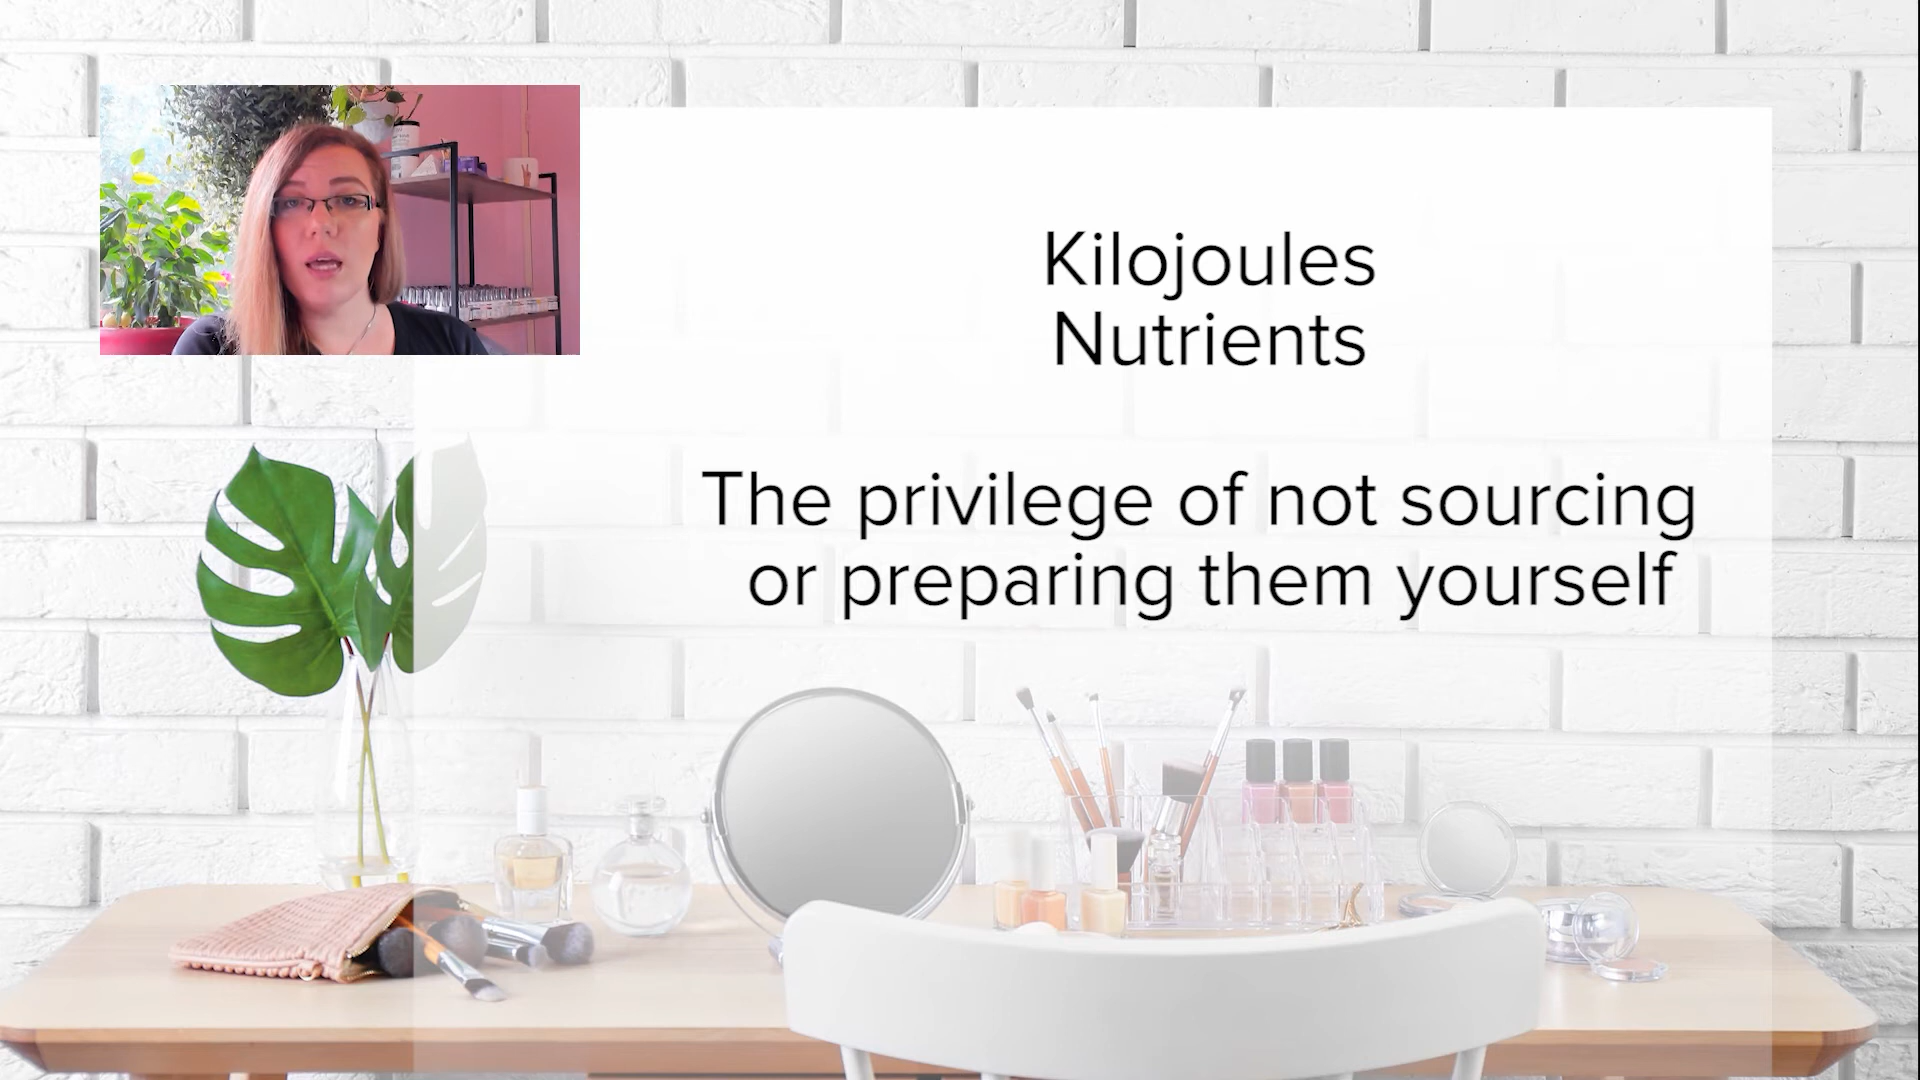 Kilojoules
Nutrients
The privilege of not sourcing
or preparing them yourself